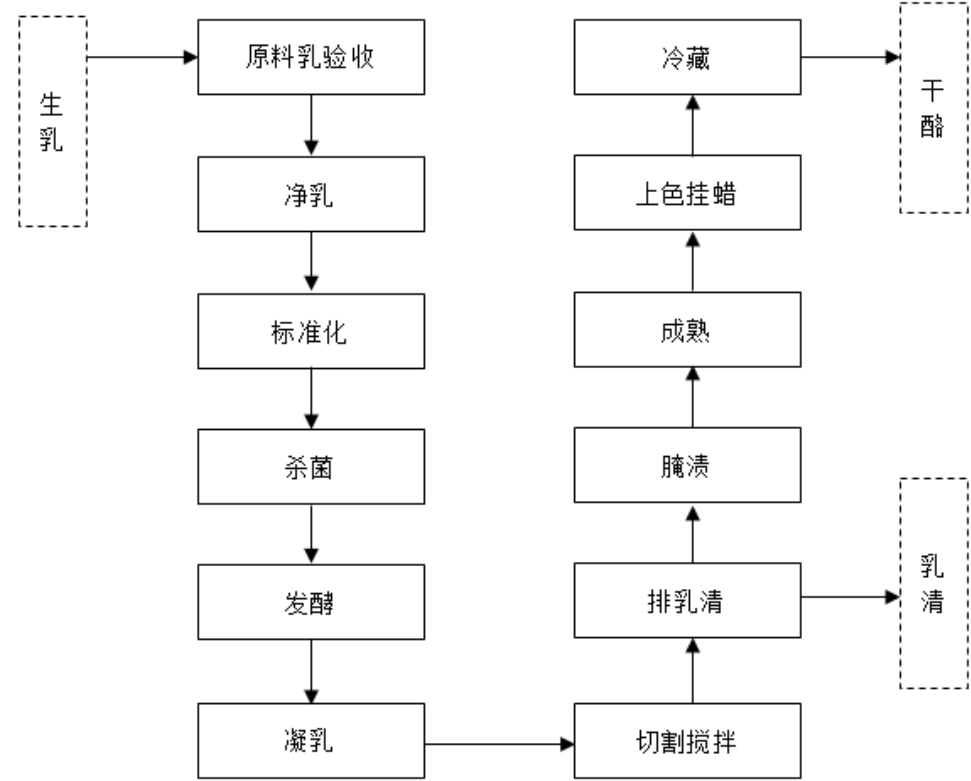 生
乳
原料乳验收
净乳
标准化
杀菌
发酵
凝乳
切割搅拌
排乳清
乳
清
腌渍
成熟
上色挂蜡
冷藏
干
酪